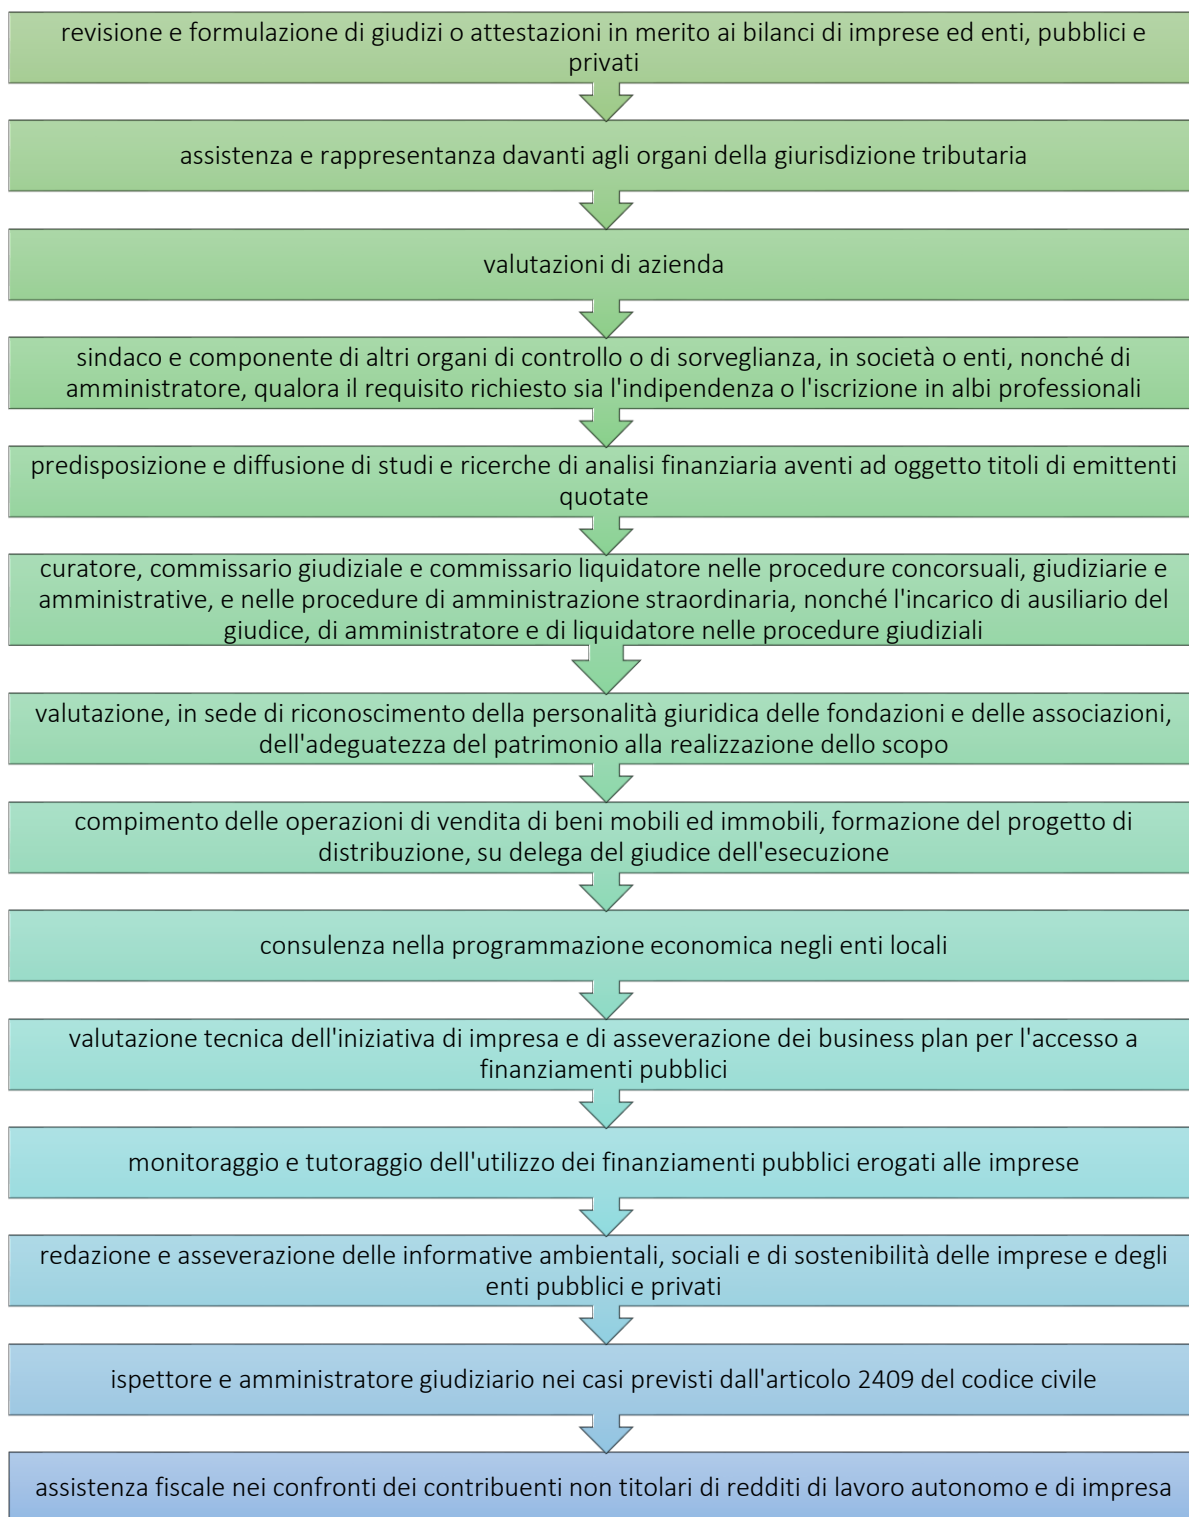 revisione e formulazione di giudizi o attestazioni in merito ai bilanci di imprese ed enti, pubblici e
privati
assistenza e rappresentanza davanti agli organi della giurisdizione tributaria
valutazioni di azienda
sindaco e componente di altri organi di controllo o di sorveglianza, in società o enti, nonché di
amministratore, qualora il requisito richiesto sia l'indipendenza o l'iscrizione in albi professionali
predisposizione e diffusione di studi e ricerche di analisi finanziaria aventi ad oggetto titoli di emittenti
quotate
curatore, commissario giudiziale e commissario liquidatore nelle procedure concorsuali, giudiziarie e
amministrative, e nelle procedure di amministrazione straordinaria, nonché l'incarico di ausiliario del
giudice, di amministratore e di liquidatore nelle procedure giudiziali
valutazione, in sede di riconoscimento della personalità giuridica delle fondazioni e delle associazioni,
dell'adeguatezza del patrimonio alla realizzazione dello scopo
compimento delle operazioni di vendita di beni mobili ed immobili, formazione del progetto di
distribuzione, su delega del giudice dell'esecuzione
consulenza nella programmazione economica negli enti locali
valutazione tecnica dell'iniziativa di impresa e di asseverazione dei business plan per l'accesso a
finanziamenti pubblici
monitoraggio e tutoraggio dell'utilizzo dei finanziamenti pubblici erogati alle imprese
redazione e asseverazione delle informative ambientali, sociali e di sostenibilità delle imprese e degli
enti pubblici e privati
ispettore e amministratore giudiziario nei casi previsti dall'articolo 2409 del codice civile
assistenza fiscale nei confronti dei contribuenti non titolari di redditi di lavoro autonomo e di impresa